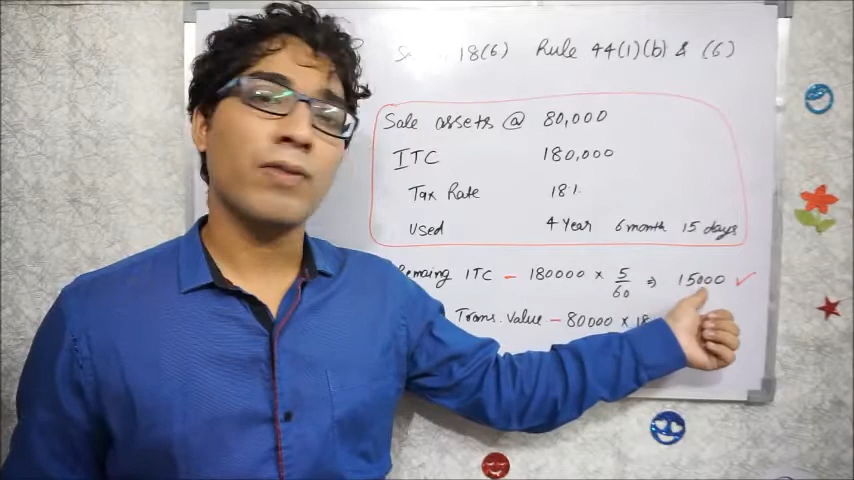 18(6) Rule 44(1)(b) & (6)
Sale assets @ 80,000
ITC 180,000
Tax Rate 18%
Used 4 Year 6 month 15 days
ITC - 180000 × 5/60 ⇒ 15000 ✓
Trans. Value - 80000 × 18